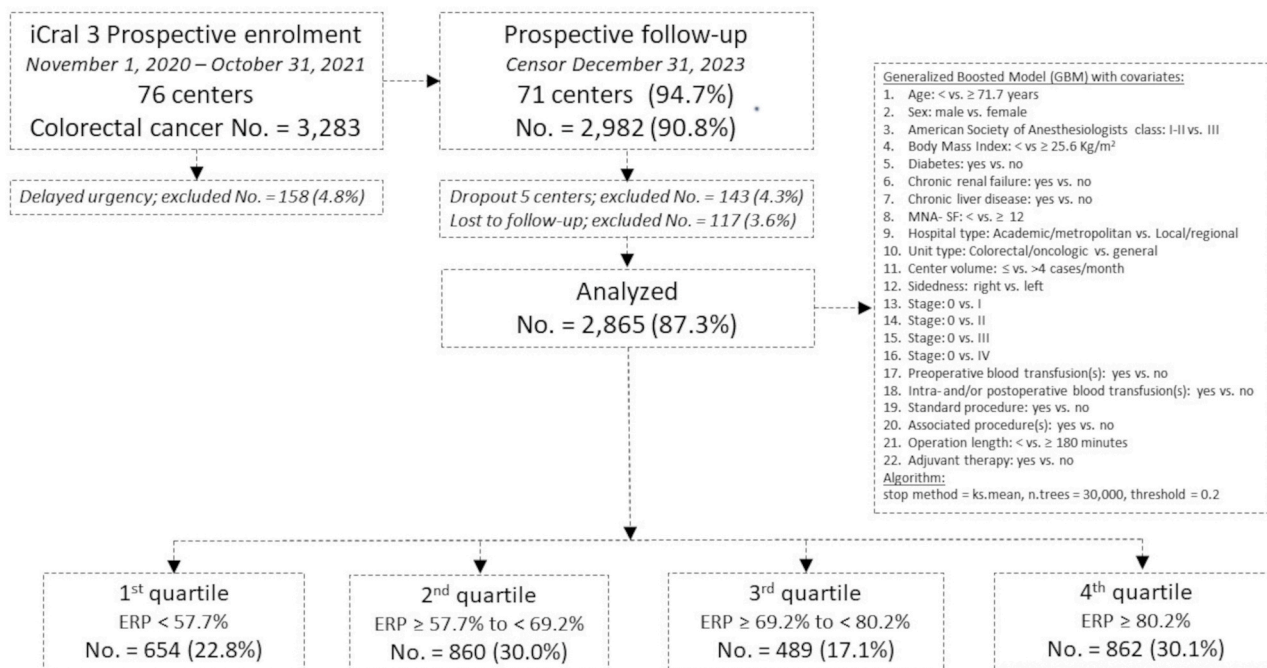 iCral 3 Prospective enrolment
November 1, 2020 – October 31, 2021
76 centers
Colorectal cancer No. = 3,283
Prospective follow-up
Censor December 31, 2023
71 centers (94.7%)
No. = 2,982 (90.8%)
Delayed urgency; excluded No. = 158 (4.8%)
Dropout 5 centers; excluded No. = 143 (4.3%)
Lost to follow-up; excluded No. = 117 (3.6%)
Analyzed
No. = 2,865 (87.3%)
Generalized Boosted Model (GBM) with covariates:
1. Age: < vs. ≥ 71.7 years
2. Sex: male vs. female
3. American Society of Anesthesiologists class: I-II vs. III
4. Body Mass Index: < vs ≥ 25.6 Kg/m²
5. Diabetes: yes vs. no
6. Chronic renal failure: yes vs. no
7. Chronic liver disease: yes vs. no
8. MNA- SF: < vs. ≥ 12
9. Hospital type: Academic/metropolitan vs. Local/regional
10. Unit type: Colorectal/oncologic vs. general
11. Center volume: ≤ vs. >4 cases/month
12. Sidedness: right vs. left
13. Stage: 0 vs. I
14. Stage: 0 vs. II
15. Stage: 0 vs. III
16. Stage: 0 vs. IV
17. Preoperative blood transfusion(s): yes vs. no
18. Intra- and/or postoperative blood transfusion(s): yes vs. no
19. Standard procedure: yes vs. no
20. Associated procedure(s): yes vs. no
21. Operation length: < vs. ≥ 180 minutes
22. Adjuvant therapy: yes vs. no
Algorithm:
stop method = ks.mean, n.trees = 30,000, threshold = 0.2
1st quartile
ERP < 57.7%
No. = 654 (22.8%)
2nd quartile
ERP ≥ 57.7% to < 69.2%
No. = 860 (30.0%)
3rd quartile
ERP ≥ 69.2% to < 80.2%
No. = 489 (17.1%)
4th quartile
ERP ≥ 80.2%
No. = 862 (30.1%)